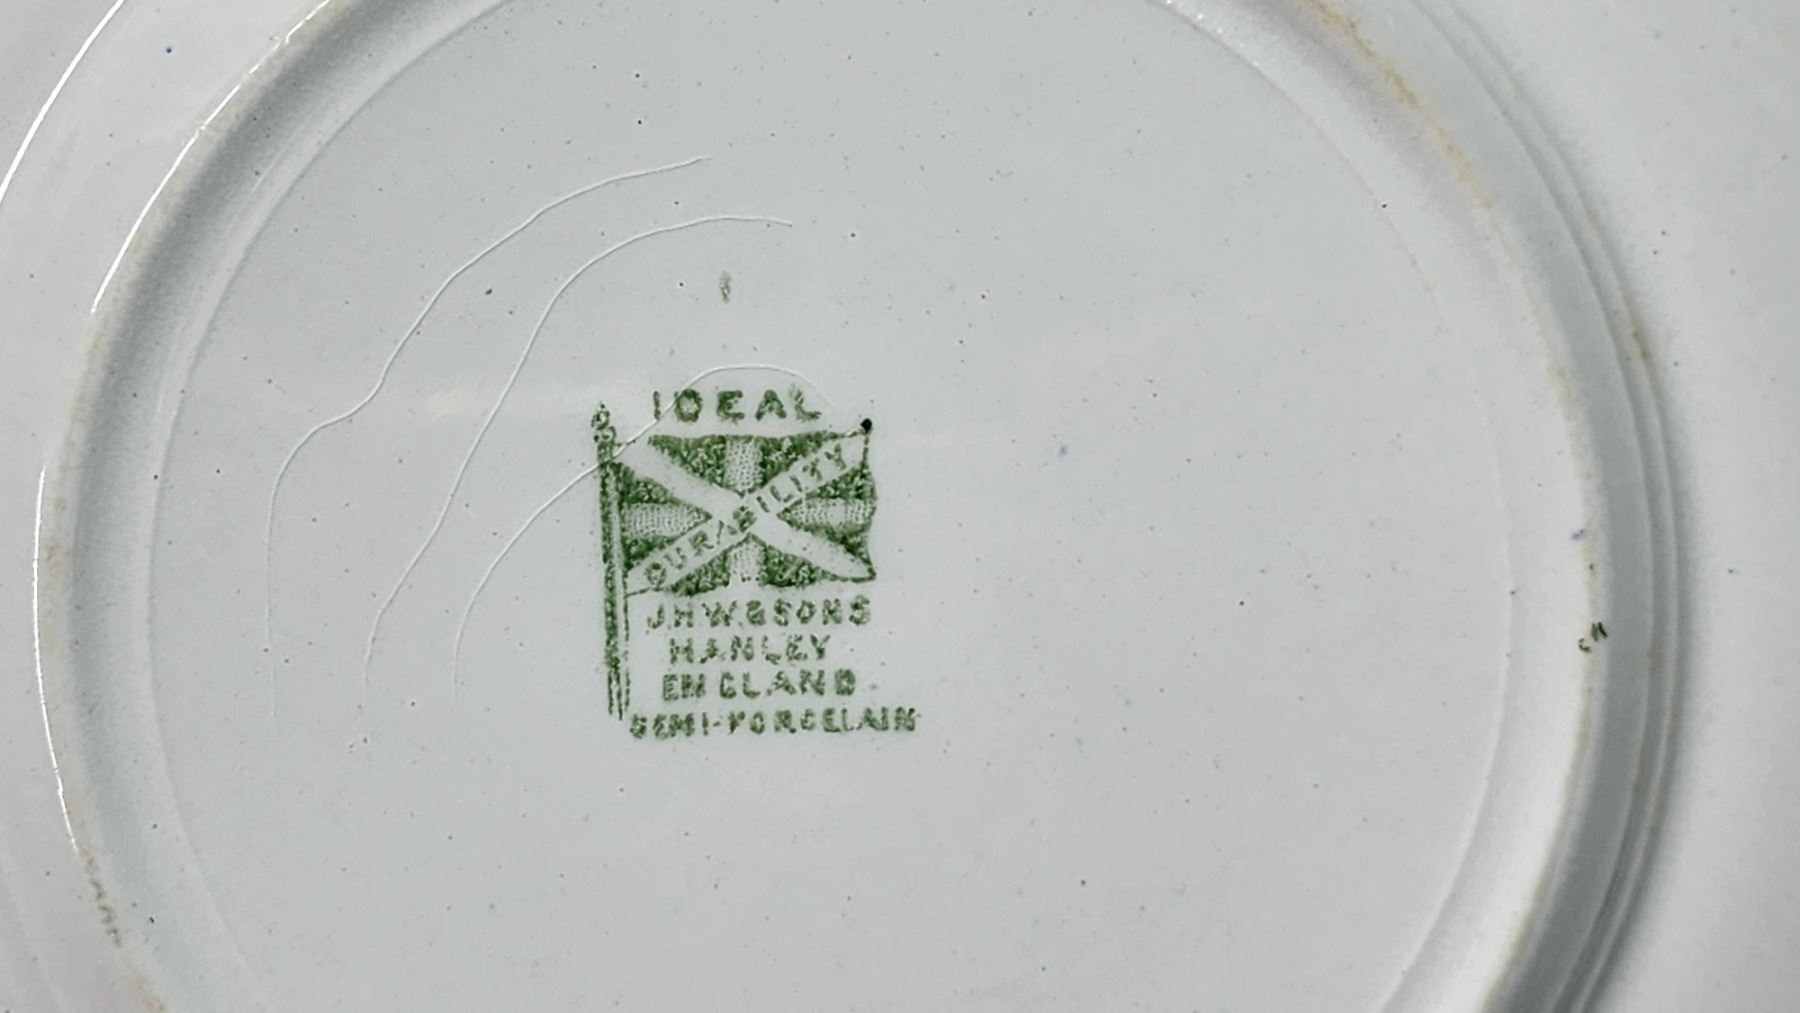 IDEAL
DURABILITY
J.H.W.&SONS
HANLEY
ENGLAND
SEMI-PORCELAIN